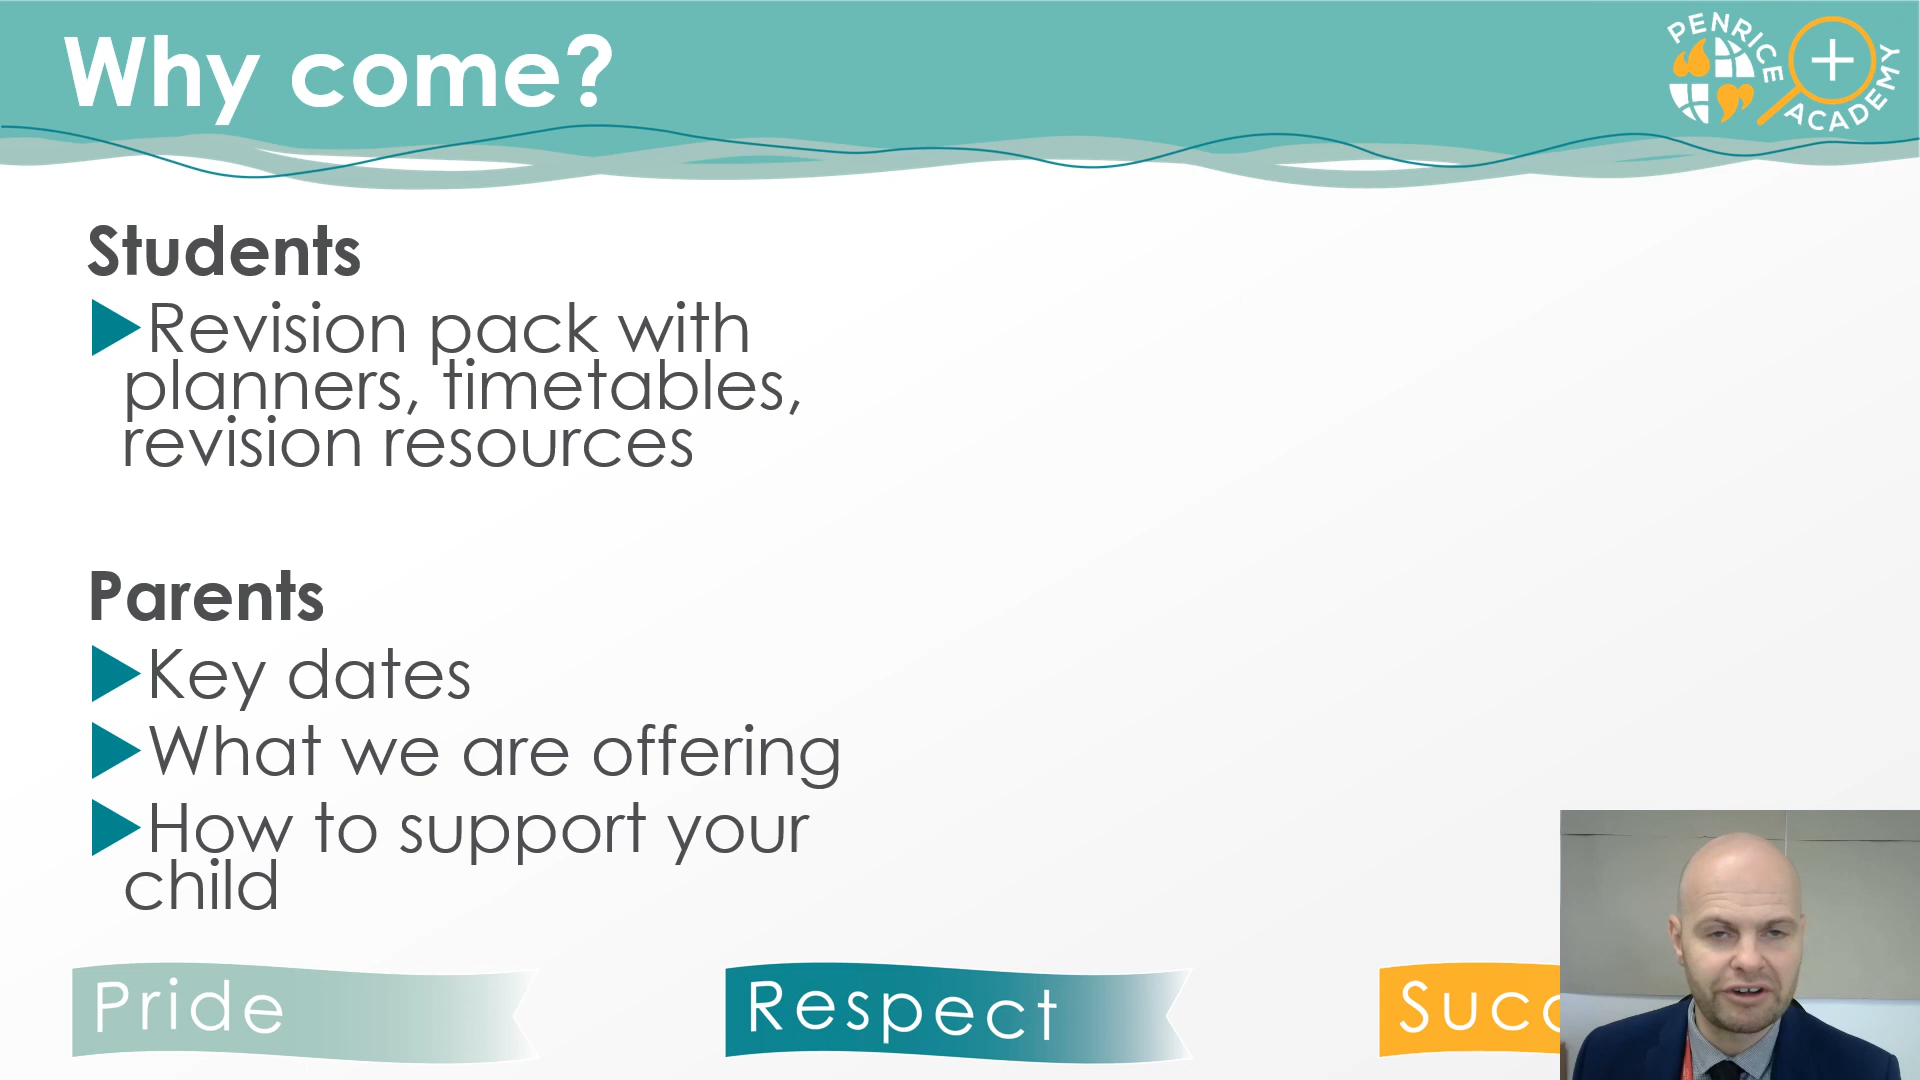 Why come?
PENRICE ACADEMY
Students
Revision pack with
planners, timetables,
revision resources
Parents
Key dates
What we are offering
How to support your
child
Pride
Respect